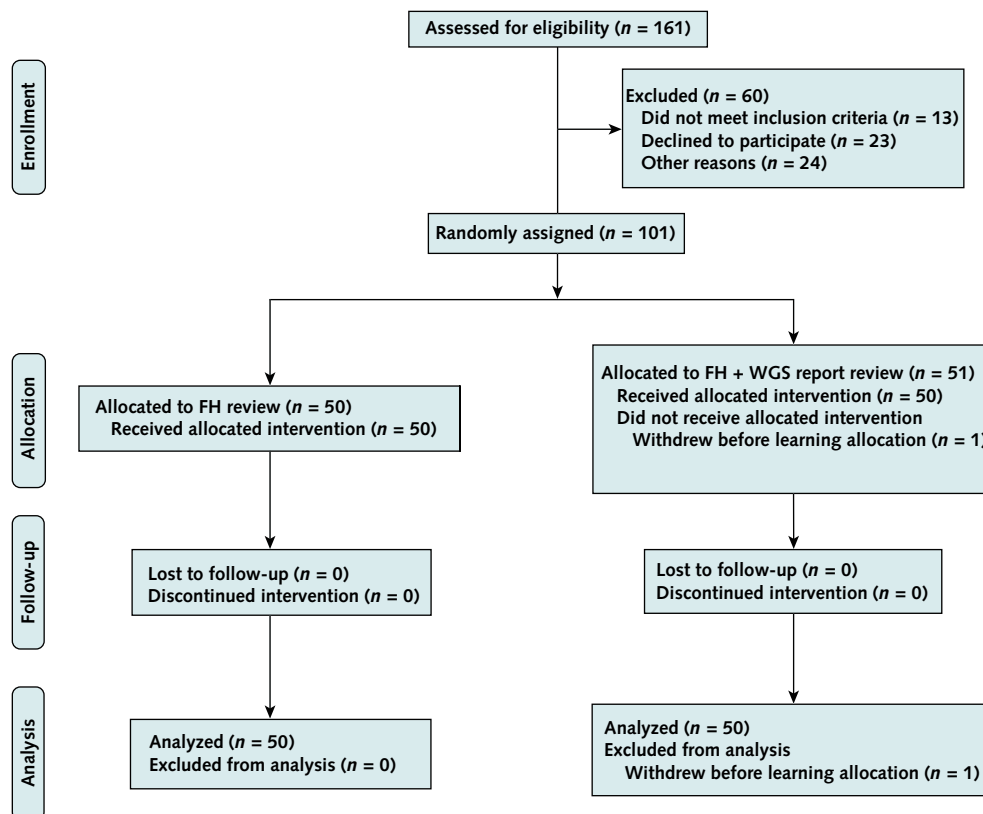 Assessed for eligibility (n = 161)
Enrollment
Excluded (n = 60)
Did not meet inclusion criteria (n = 13)
Declined to participate (n = 23)
Other reasons (n = 24)
Randomly assigned (n = 101)
Allocation
Allocated to FH review (n = 50)
Received allocated intervention (n = 50)
Allocated to FH + WGS report review (n = 51)
Received allocated intervention (n = 50)
Did not receive allocated intervention
Withdrew before learning allocation (n = 1)
Follow-up
Lost to follow-up (n = 0)
Discontinued intervention (n = 0)
Lost to follow-up (n = 0)
Discontinued intervention (n = 0)
Analysis
Analyzed (n = 50)
Excluded from analysis (n = 0)
Analyzed (n = 50)
Excluded from analysis
Withdrew before learning allocation (n = 1)